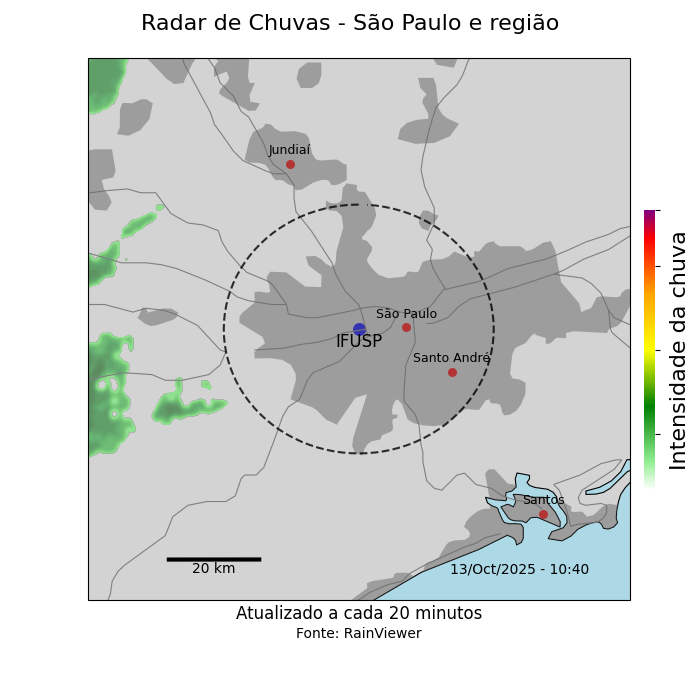 Radar de Chuvas - São Paulo e região
Jundiaí
São Paulo
IFUSP
Santo André
Intensidade da chuva
Santos
20 km
13/Oct/2025 - 10:40
Atualizado a cada 20 minutos
Fonte: RainViewer